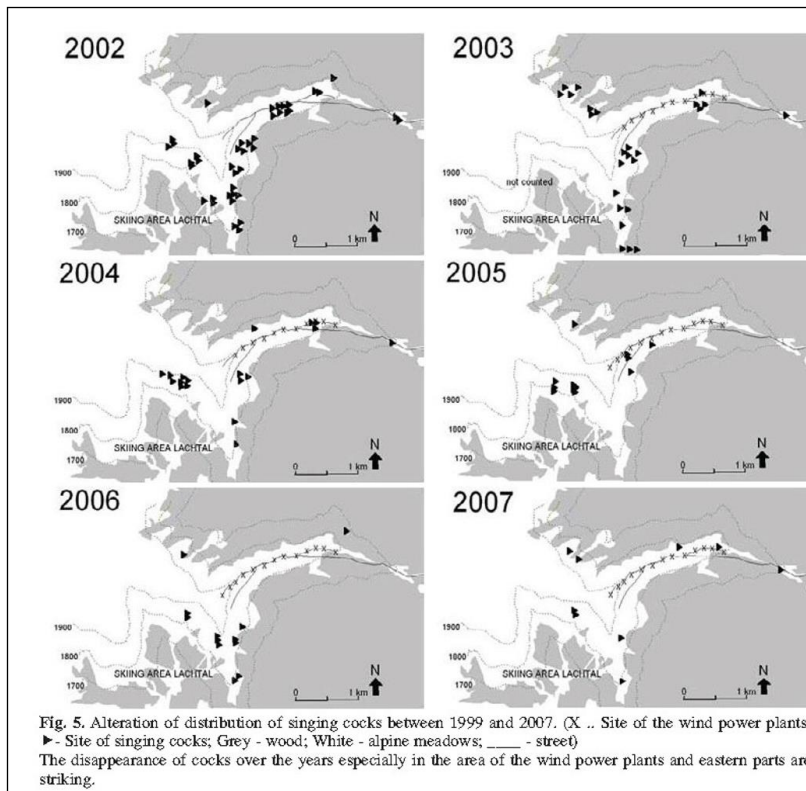 2002
2003
1900
1800
1700
SKIING AREA LACHTAL
N
0 1 km
not counted
1900
1800
1700
SKIING AREA LACHTAL
N
0 1 km
2004
2005
1900
1800
1700
SKIING AREA LACHTAL
N
0 1 km
1900
1800
1700
SKIING AREA LACHTAL
N
0 1 km
2006
2007
1900
1800
1700
SKIING AREA LACHTAL
N
0 1 km
1900
1800
1700
SKIING AREA LACHTAL
N
0 1 km
Fig. 5. Alteration of distribution of singing cocks between 1999 and 2007. (X .. Site of the wind power plants
►- Site of singing cocks; Grey - wood; White - alpine meadows; ____ - street)
The disappearance of cocks over the years especially in the area of the wind power plants and eastern parts are
striking.